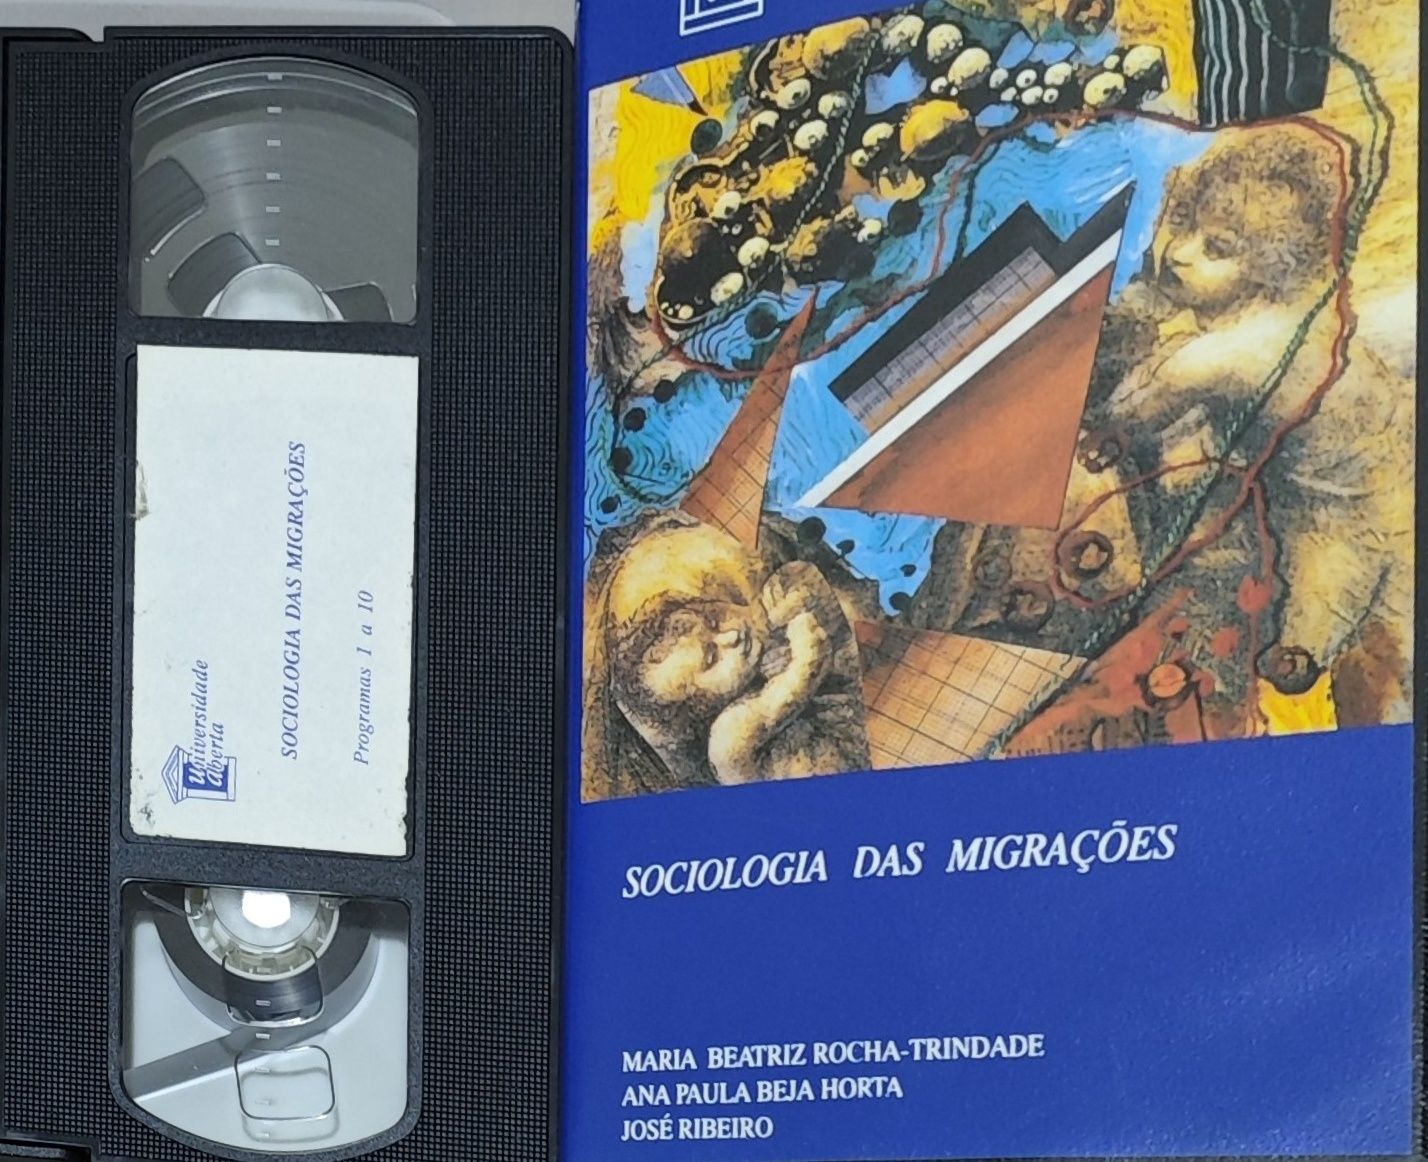 Universidade
Aberta
SOCIOLOGIA DAS MIGRAÇÕES
Programas 1 a 10
SOCIOLOGIA DAS MIGRAÇÕES
MARIA BEATRIZ ROCHA-TRINDADE
ANA PAULA BEJA HORTA
JOSÉ RIBEIRO